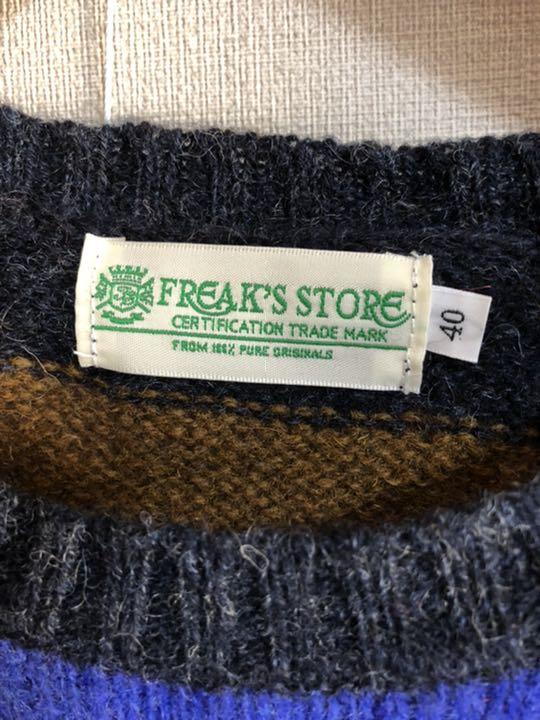 FREAK'S STORE
CERTIFICATION TRADE MARK
FROM 100% PURE ORIGINALS
40